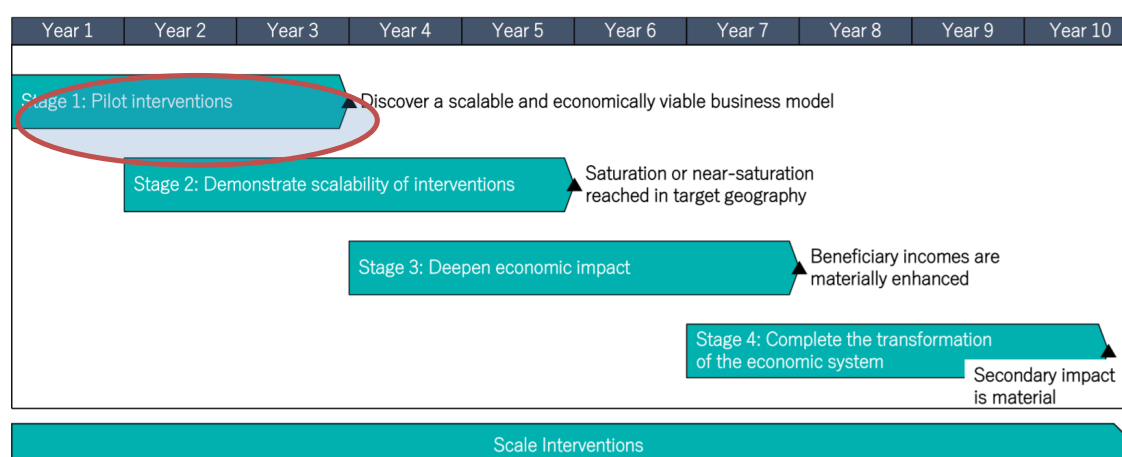 Year 1 Year 2 Year 3 Year 4 Year 5 Year 6 Year 7 Year 8 Year 9 Year 10
Stage 1: Pilot interventions
Discover a scalable and economically viable business model
Stage 2: Demonstrate scalability of interventions
Saturation or near-saturation
reached in target geography
Stage 3: Deepen economic impact
Beneficiary incomes are
materially enhanced
Stage 4: Complete the transformation
of the economic system
Secondary impact
is material
Scale Interventions